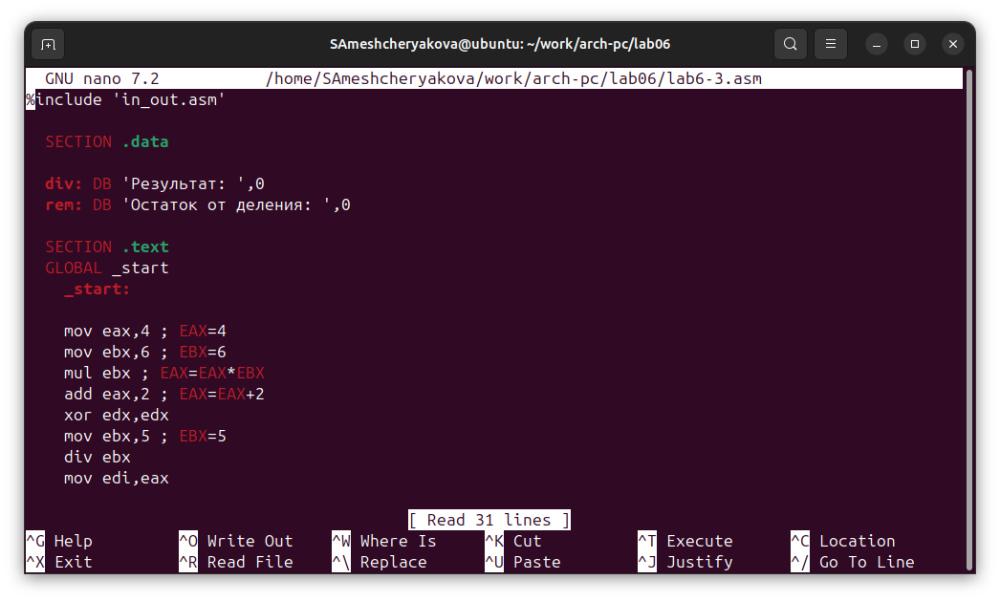 SAmeshcheryakova@ubuntu: ~/work/arch-pc/lab06
GNU nano 7.2 /home/SAmeshcheryakova/work/arch-pc/lab06/lab6-3.asm
%include 'in_out.asm'
SECTION .data
div: DB 'Результат: ',0
rem: DB 'Остаток от деления: ',0
SECTION .text
GLOBAL _start
_start:
mov eax,4 ; EAX=4
mov ebx,6 ; EBX=6
mul ebx ; EAX=EAX*EBX
add eax,2 ; EAX=EAX+2
xor edx,edx
mov ebx,5 ; EBX=5
div ebx
mov edi,eax
[ Read 31 lines ]
^G Help ^O Write Out ^W Where Is ^K Cut ^T Execute ^C Location
^X Exit ^R Read File ^\ Replace ^U Paste ^J Justify ^/ Go To Line